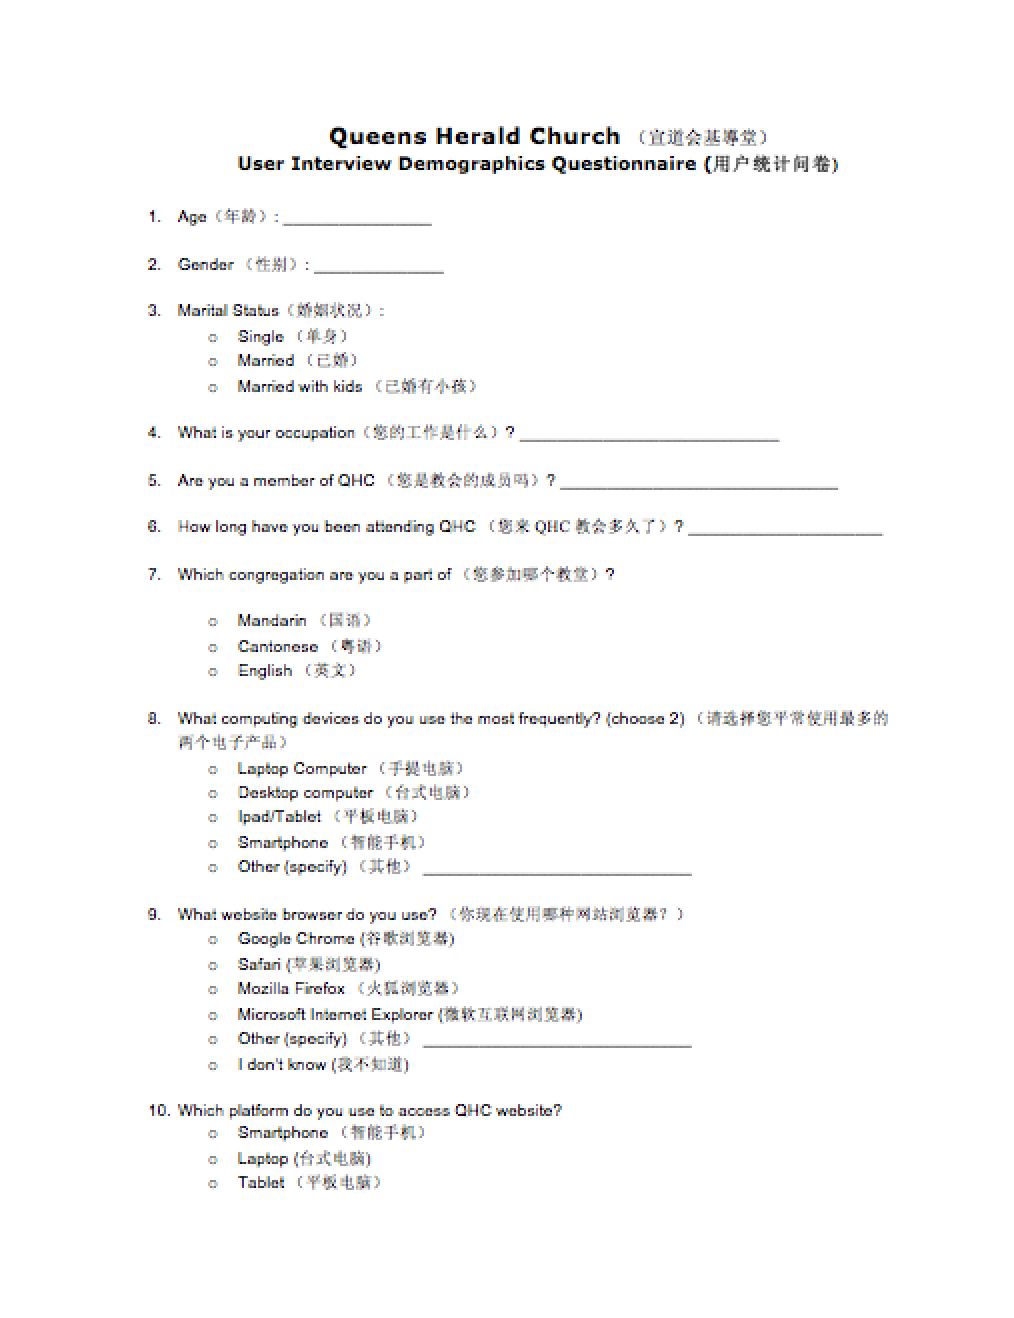 Queens Herald Church （宣道会基導堂）
User Interview Demographics Questionnaire (用户统计问卷)
1. Age（年龄）: ________________
2. Gender （性别）: ______________
3. Marital Status（婚姻状况）:
o Single （单身）
o Married （已婚）
o Married with kids （已婚有小孩）
4. What is your occupation（您的工作是什么）? ____________________________
5. Are you a member of QHC （您是教会的成员吗）? ______________________________
6. How long have you been attending QHC （您来 QHC 教会多久了）? _____________________
7. Which congregation are you a part of （您参加哪个教堂）?
o Mandarin （国语）
o Cantonese （粤语）
o English （英文）
8. What computing devices do you use the most frequently? (choose 2) （请选择您平常使用最多的
两个电子产品）
o Laptop Computer （手提电脑）
o Desktop computer （台式电脑）
o Ipad/Tablet （平板电脑）
o Smartphone （智能手机）
o Other (specify) （其他） _____________________________
9. What website browser do you use? （你现在使用哪种网站浏览器？）
o Google Chrome (谷歌浏览器)
o Safari (苹果浏览器)
o Mozilla Firefox （火狐浏览器）
o Microsoft Internet Explorer (微软互联网浏览器)
o Other (specify) （其他） _____________________________
o I don't know (我不知道)
10. Which platform do you use to access QHC website?
o Smartphone （智能手机）
o Laptop (台式电脑)
o Tablet （平板电脑）